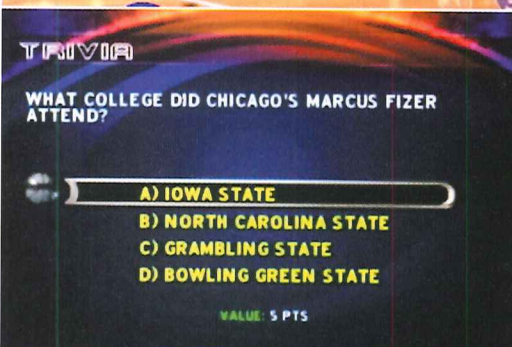 TRIVIA
WHAT COLLEGE DID CHICAGO'S MARCUS FIZER
ATTEND?
A) IOWA STATE
B) NORTH CAROLINA STATE
C) GRAMBLING STATE
D) BOWLING GREEN STATE
VALUE: 5 PTS